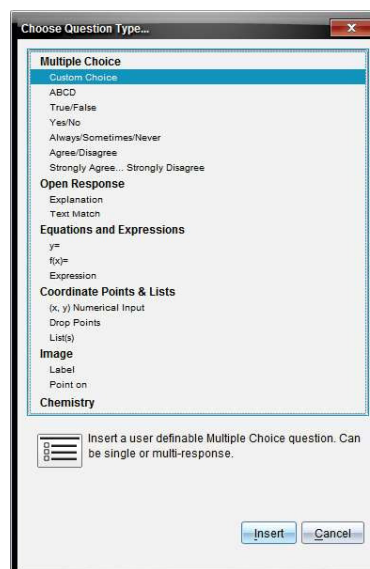 Choose Question Type...
Multiple Choice
Custom Choice
ABCD
True/False
Yes/No
Always/Sometimes/Never
Agree/Disagree
Strongly Agree... Strongly Disagree
Open Response
Explanation
Text Match
Equations and Expressions
y=
f(x)=
Expression
Coordinate Points & Lists
(x, y) Numerical Input
Drop Points
List(s)
Image
Label
Point on
Chemistry
Insert a user definable Multiple Choice question. Can
be single or multi-response.
Insert Cancel